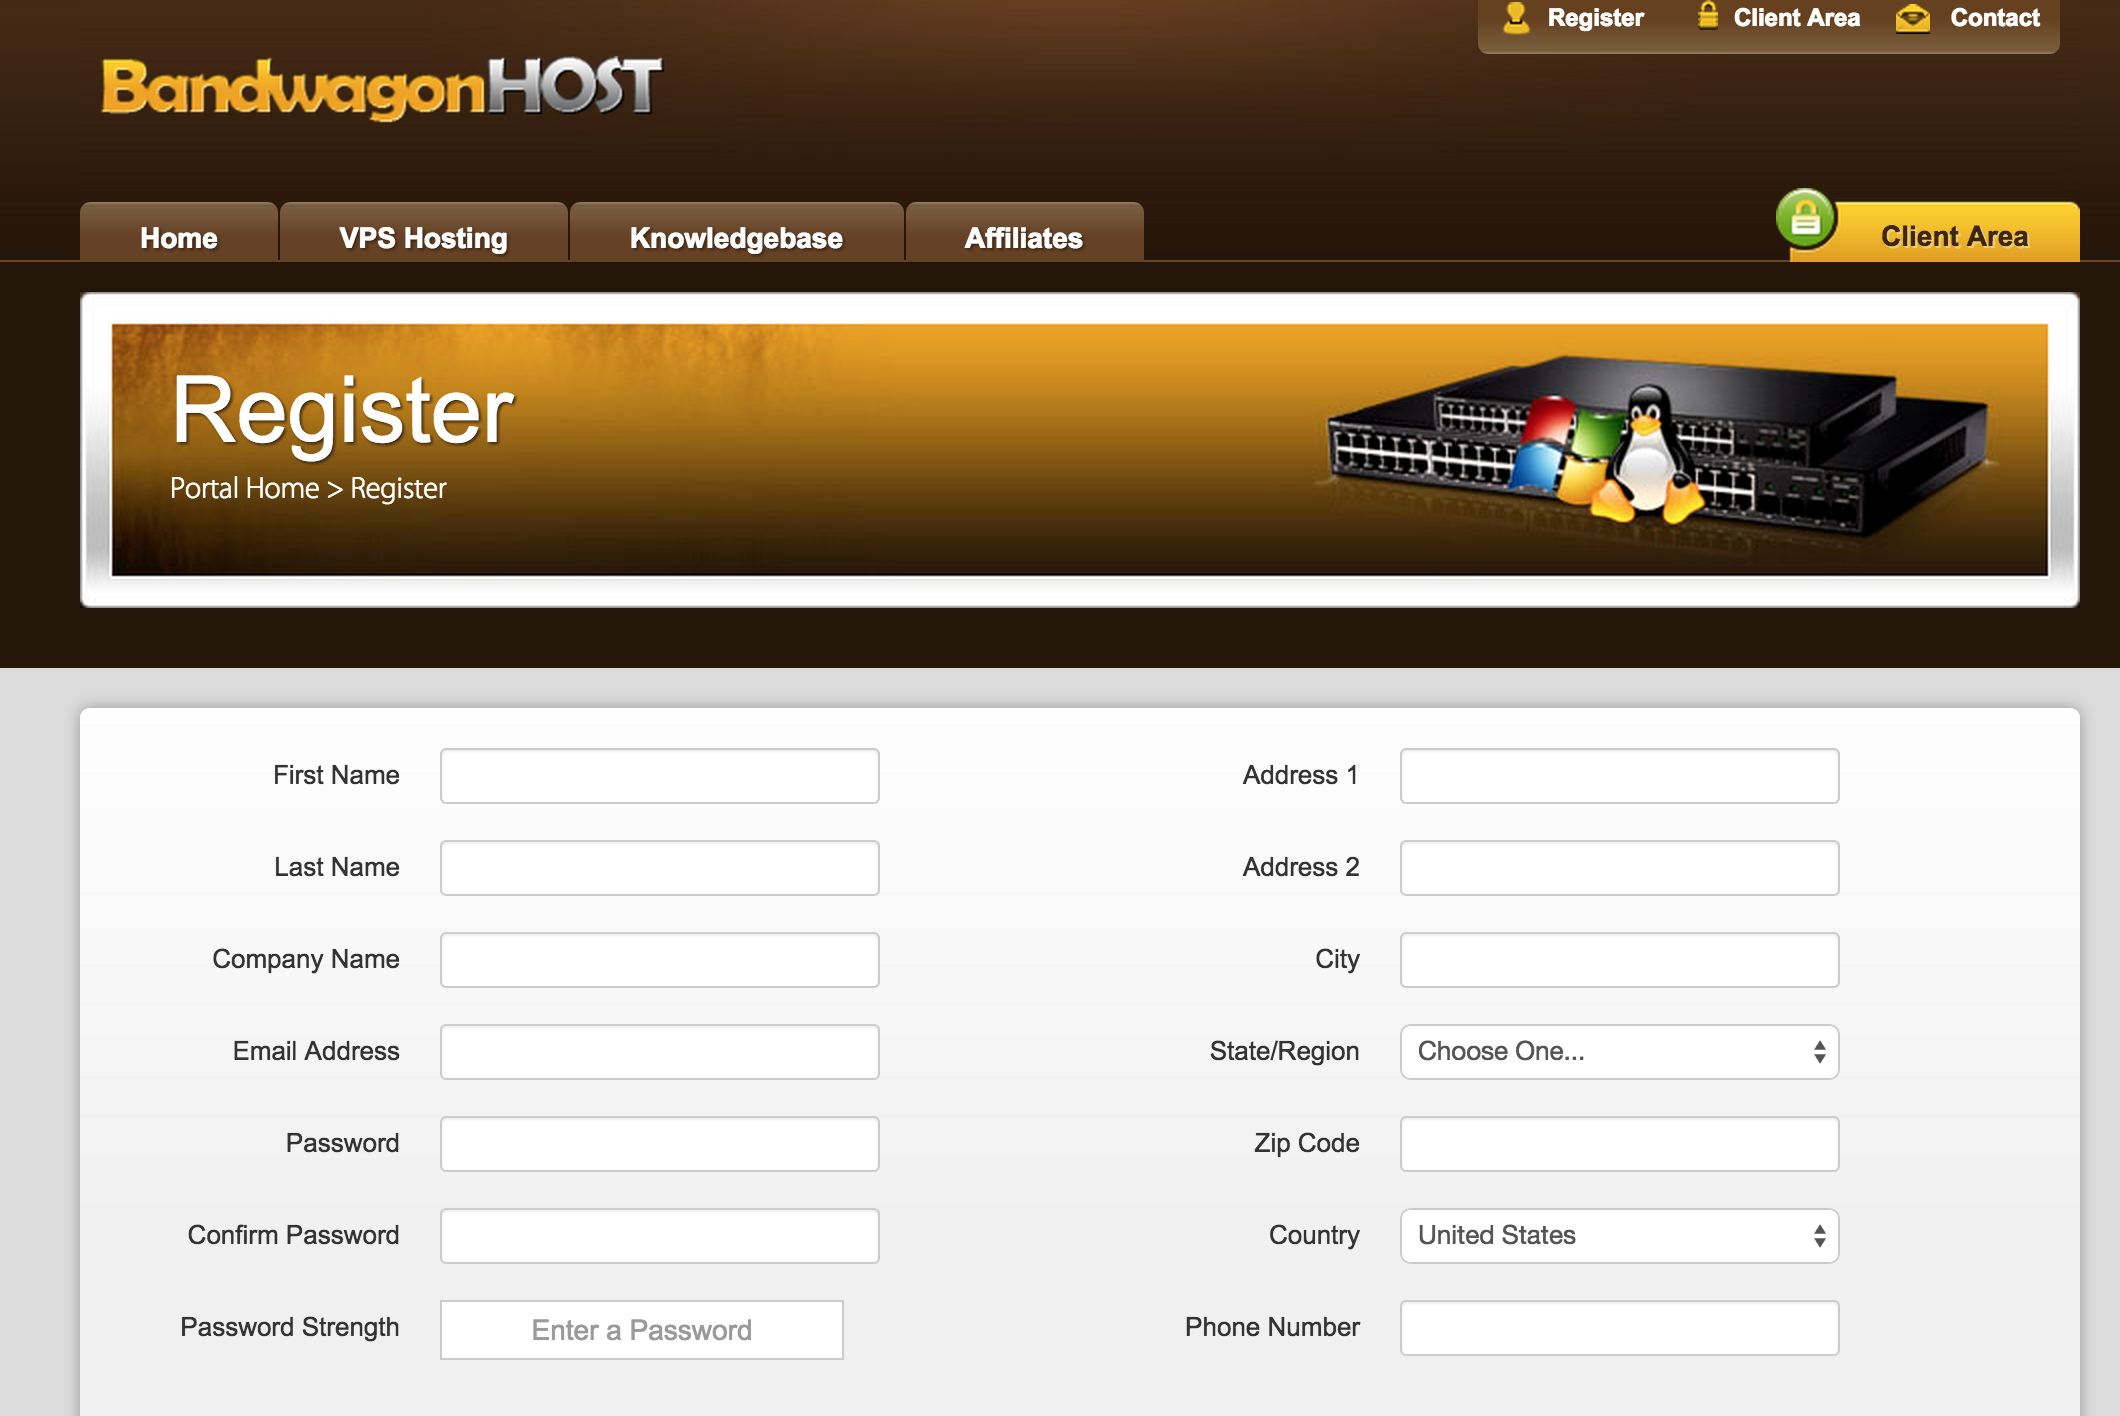 Register Client Area Contact
BandwagonHOST
Home VPS Hosting Knowledgebase Affiliates Client Area
Register
Portal Home > Register
First Name
Address 1
Last Name
Address 2
Company Name
City
Email Address
State/Region Choose One...
Password
Zip Code
Confirm Password
Country United States
Password Strength Enter a Password
Phone Number